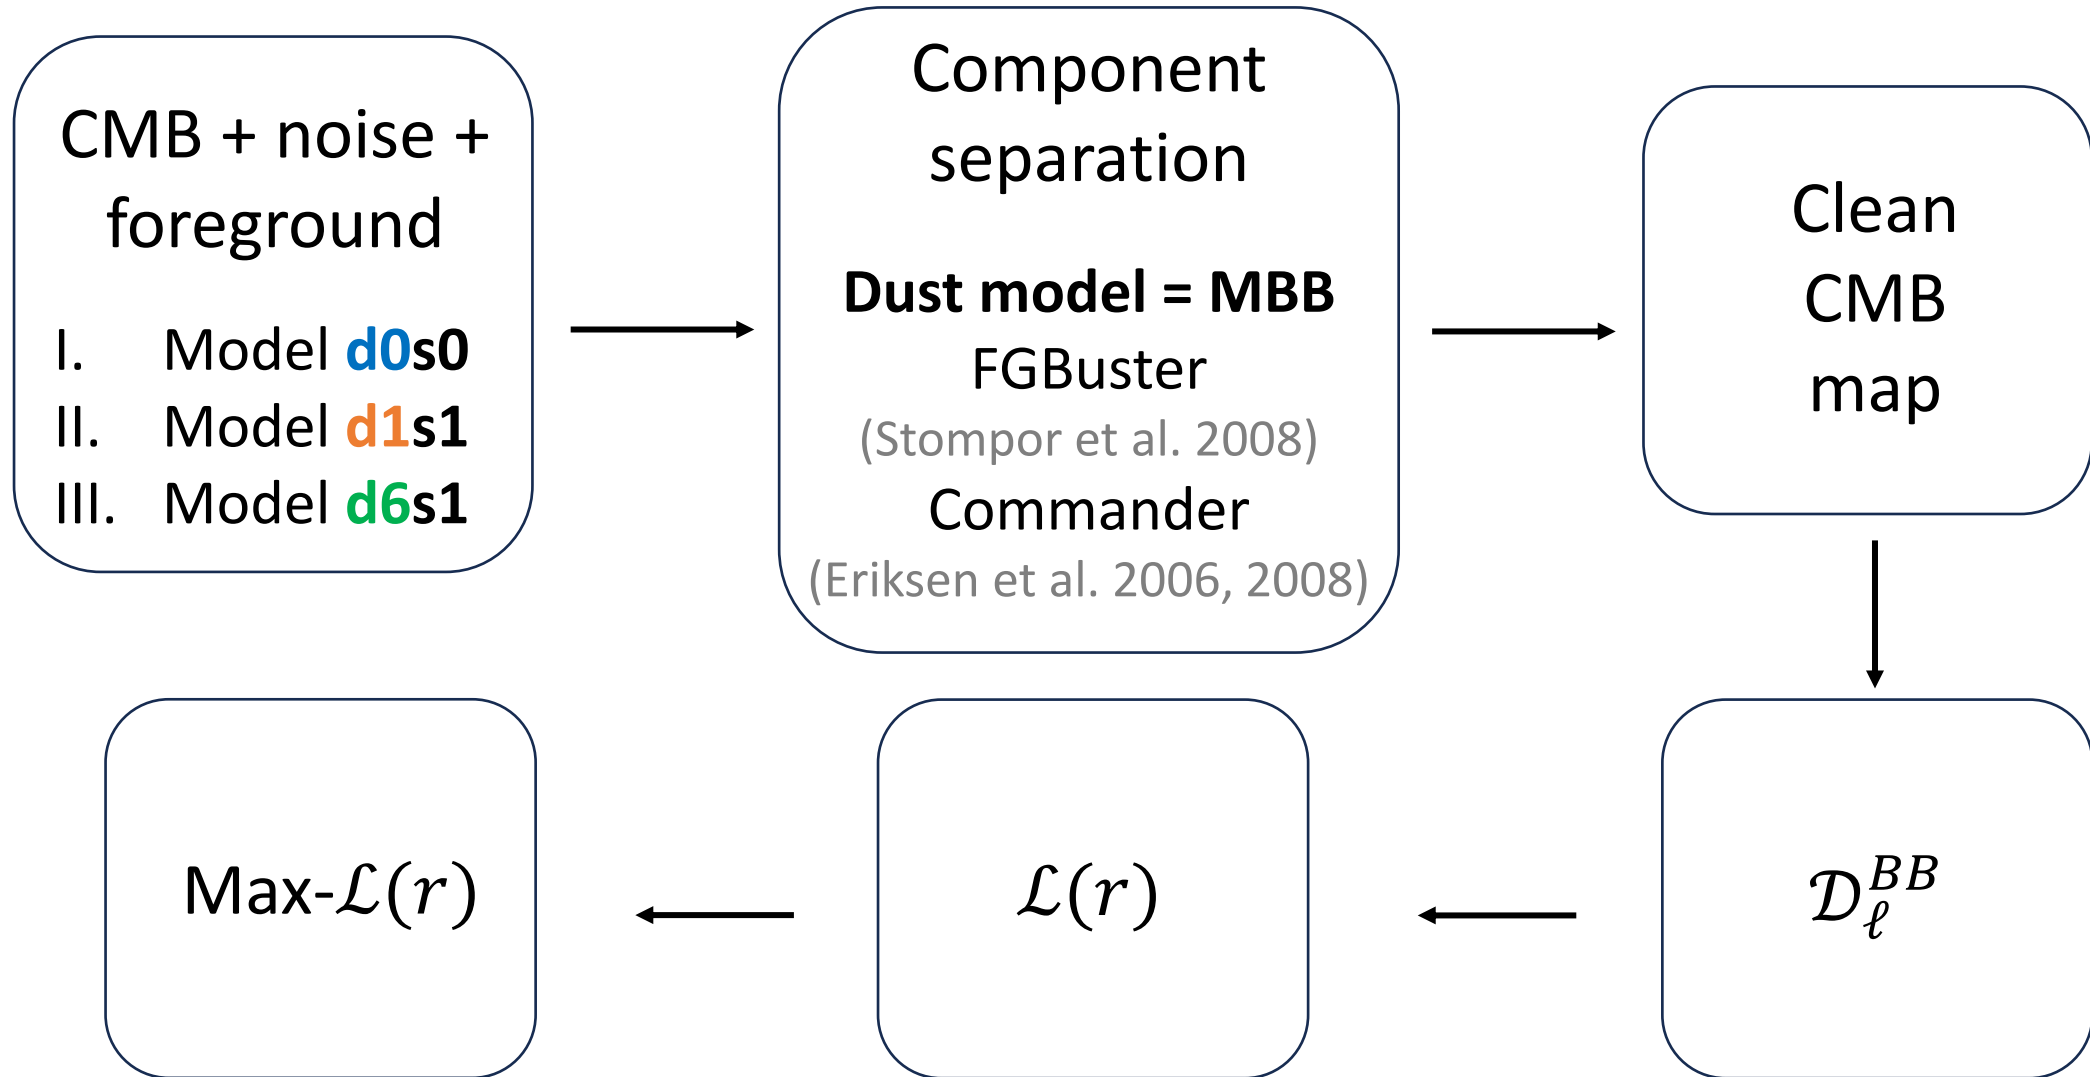 CMB + noise +
foreground
I. Model d0s0
II. Model d1s1
III. Model d6s1
Component
separation
Dust model = MBB
FGBuster
(Stompor et al. 2008)
Commander
(Eriksen et al. 2006, 2008)
Clean
CMB
map
𝒟_ℓ^{BB}
ℒ(r)
Max-ℒ(r)